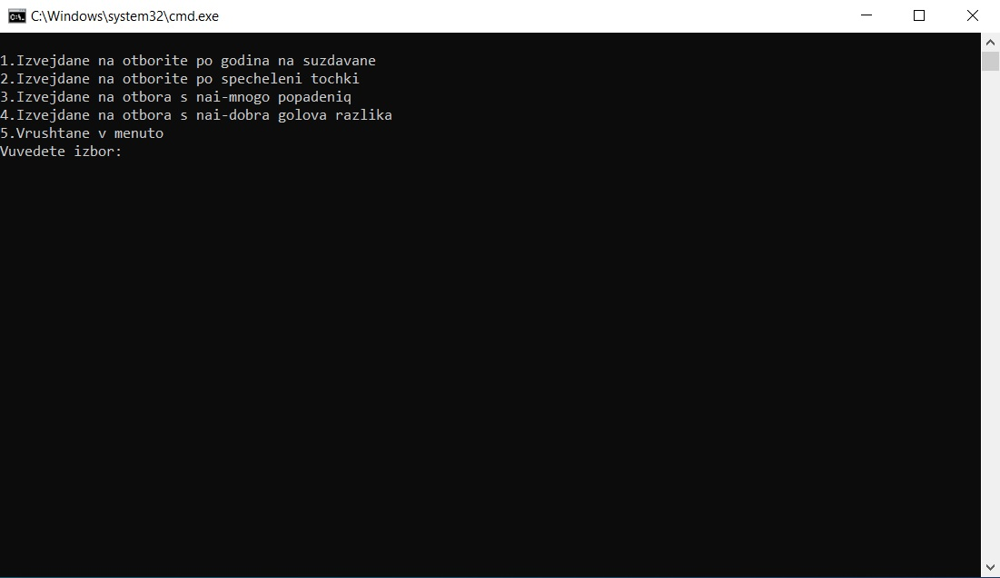 C:\Windows\system32\cmd.exe
1.Izvejdane na otborite po godina na suzdavane
2.Izvejdane na otborite po specheleni tochki
3.Izvejdane na otbora s nai-mnogo popadeniq
4.Izvejdane na otbora s nai-dobra golova razlika
5.Vrushtane v menuto
Vuvedete izbor: